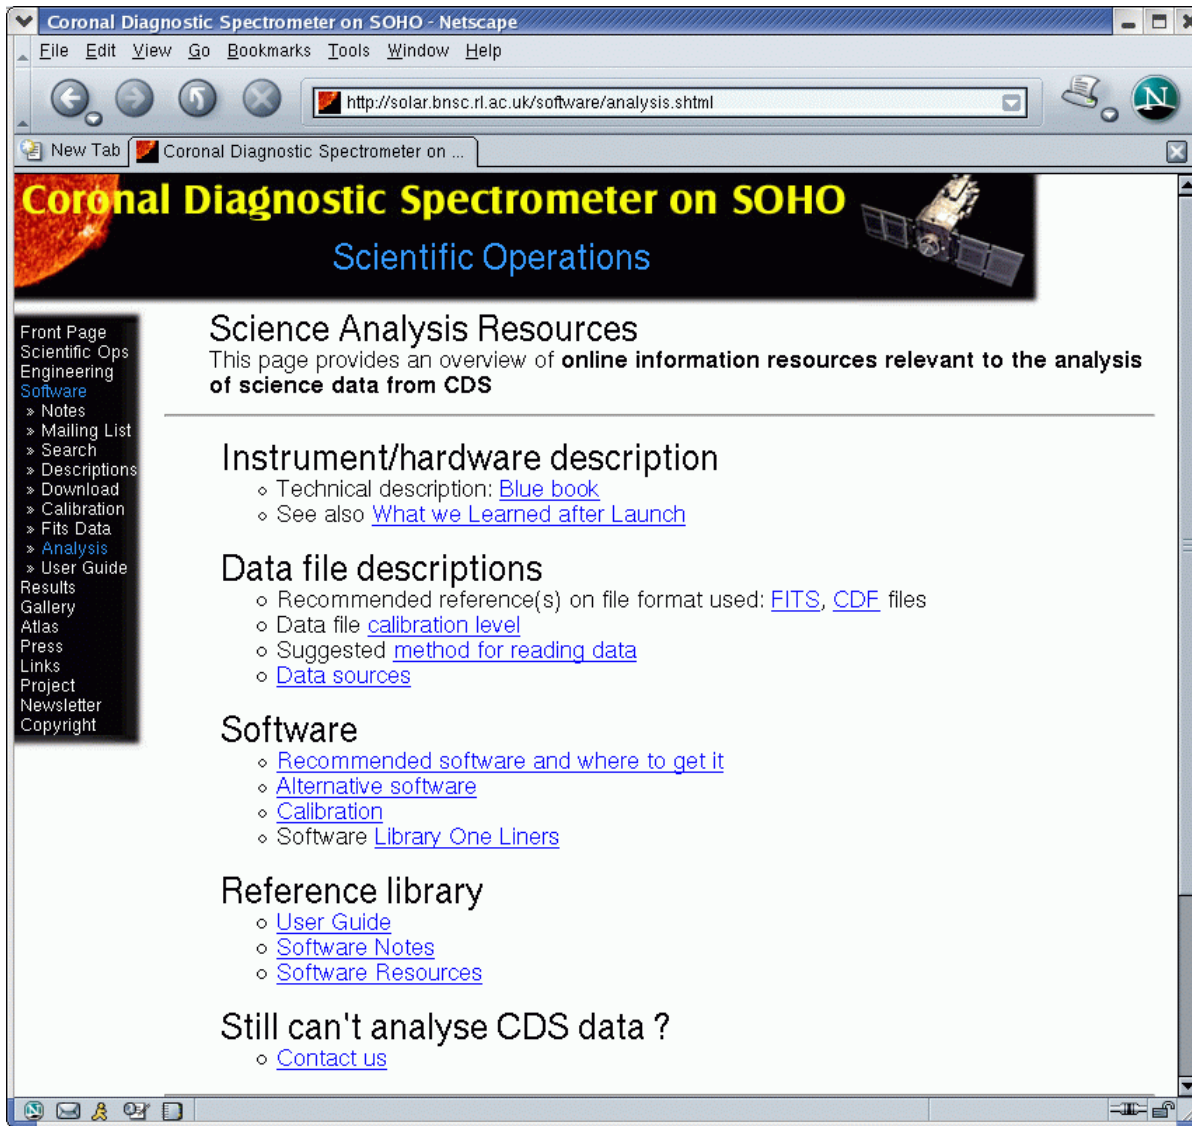 Coronal Diagnostic Spectrometer on SOHO - Netscape
File Edit View Go Bookmarks Tools Window Help
http://solar.bnsc.rl.ac.uk/software/analysis.shtml
N
New Tab
Coronal Diagnostic Spectrometer on ...
Coronal Diagnostic Spectrometer on SOHO
Scientific Operations
Front Page
Scientific Ops
Engineering
Software
» Notes
» Mailing List
» Search
» Descriptions
» Download
» Calibration
» Fits Data
» Analysis
» User Guide
Results
Gallery
Atlas
Press
Links
Project
Newsletter
Copyright
Science Analysis Resources
This page provides an overview of online information resources relevant to the analysis
of science data from CDS
Instrument/hardware description
Technical description: Blue book
See also What we Learned after Launch
Data file descriptions
Recommended reference(s) on file format used: FITS, CDF files
Data file calibration level
Suggested method for reading data
Data sources
Software
Recommended software and where to get it
Alternative software
Calibration
Software Library One Liners
Reference library
User Guide
Software Notes
Software Resources
Still can't analyse CDS data ?
Contact us